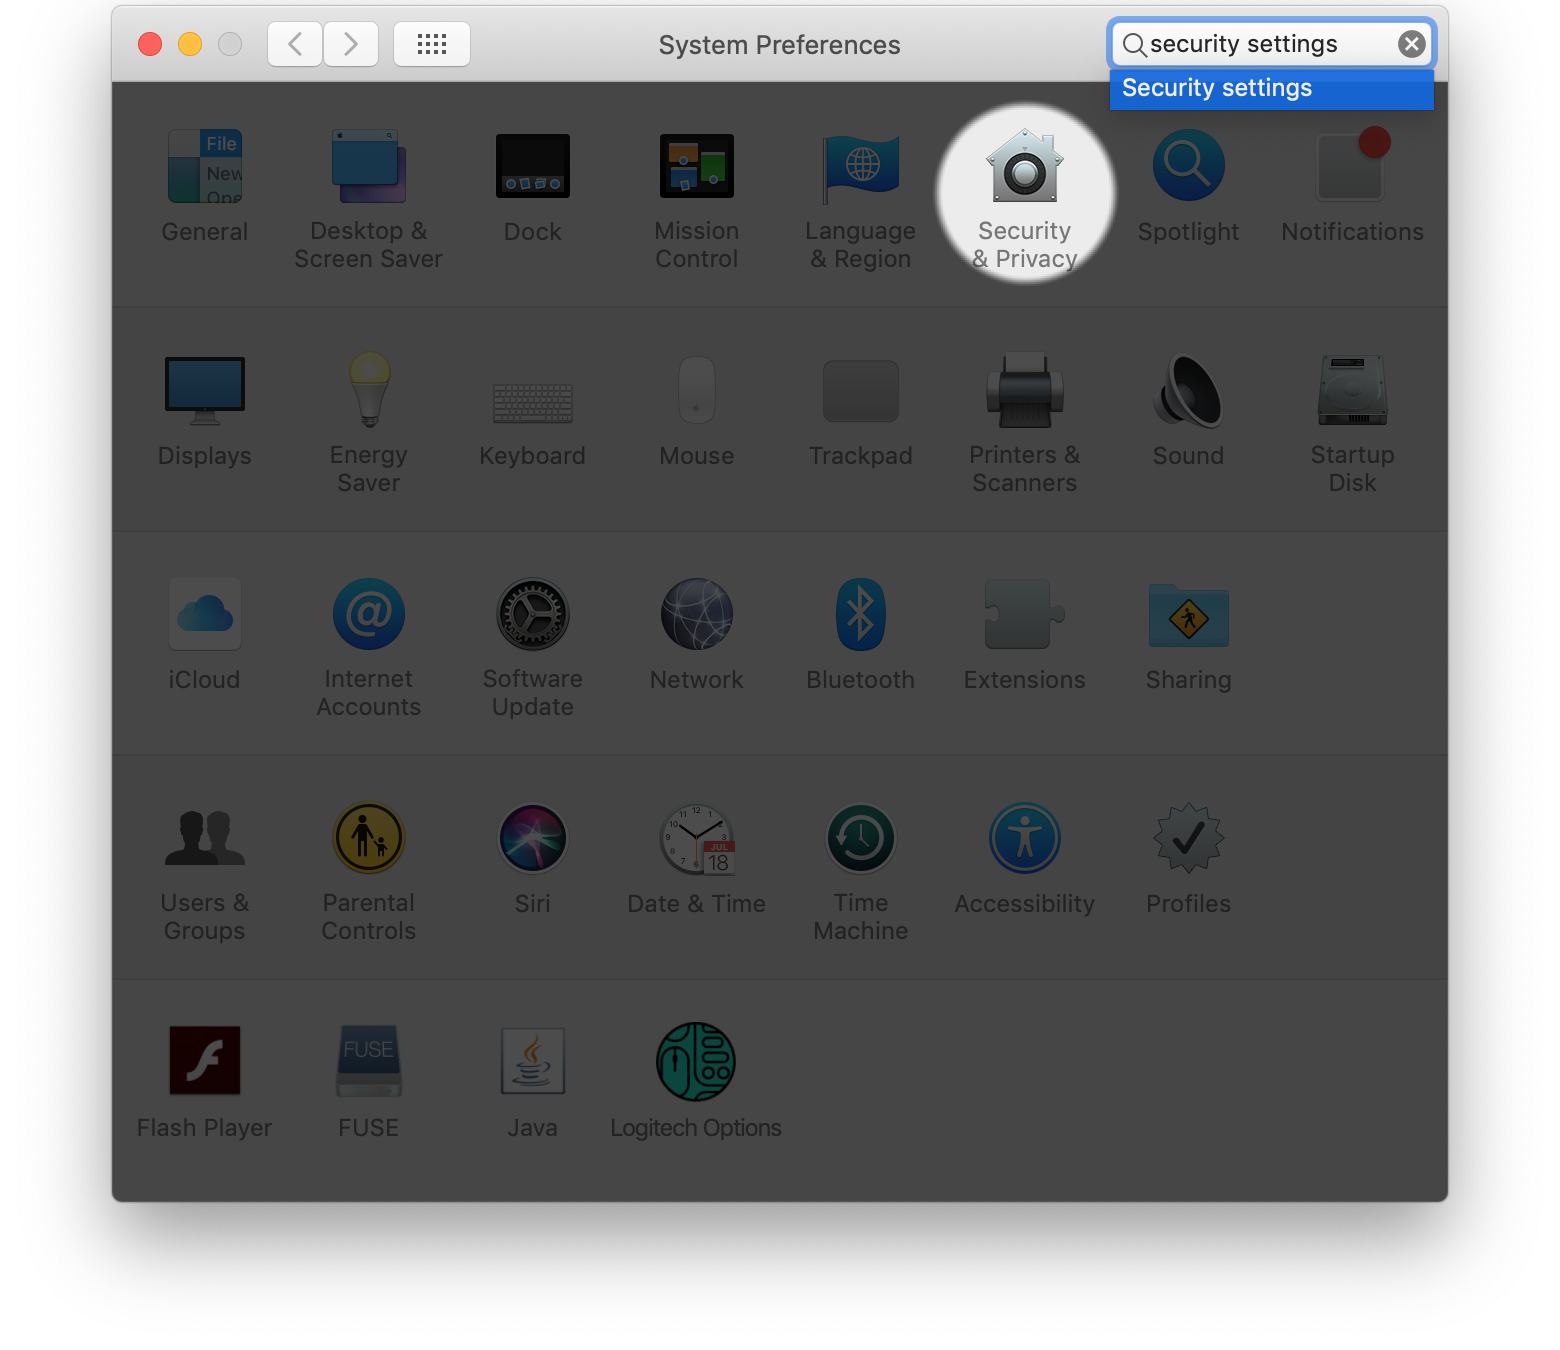 System Preferences
security settings
Security settings
File
New
Ope
General
Desktop &
Screen Saver
Dock
Mission
Control
Language
& Region
Security
& Privacy
Spotlight
Notifications
Displays
Energy
Saver
Keyboard
Mouse
Trackpad
Printers &
Scanners
Sound
Startup
Disk
iCloud
@
Internet
Accounts
Software
Update
Network
Bluetooth
Extensions
Sharing
Users &
Groups
Parental
Controls
Siri
JUL
18
Date & Time
Time
Machine
Accessibility
Profiles
Flash Player
FUSE
FUSE
Java
Logitech Options